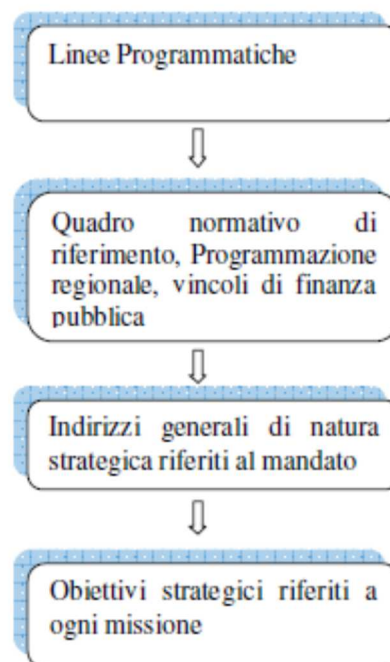 Linee Programmatiche
Quadro normativo di
riferimento, Programmazione
regionale, vincoli di finanza
pubblica
Indirizzi generali di natura
strategica riferiti al mandato
Obiettivi strategici riferiti a
ogni missione